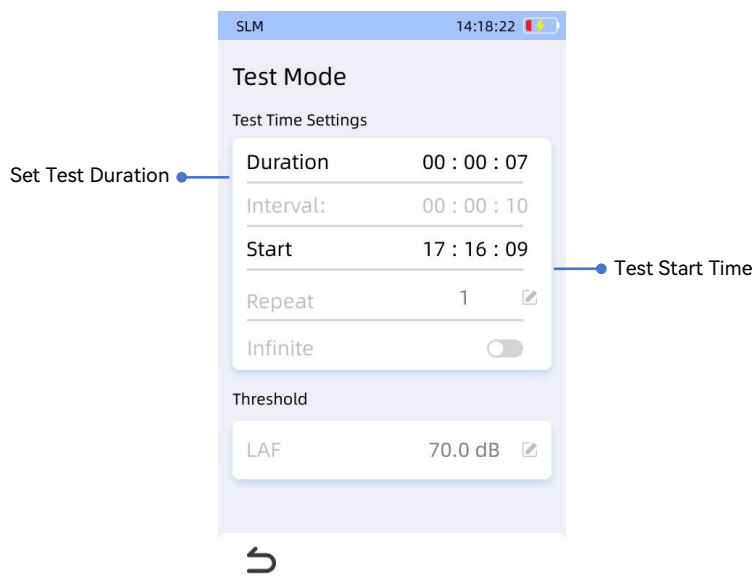 SLM 14:18:22
Test Mode
Test Time Settings
Set Test Duration
Duration 00 : 00 : 07
Interval: 00 : 00 : 10
Start 17 : 16 : 09
Test Start Time
Repeat 1
Infinite
Threshold
LAF 70.0 dB